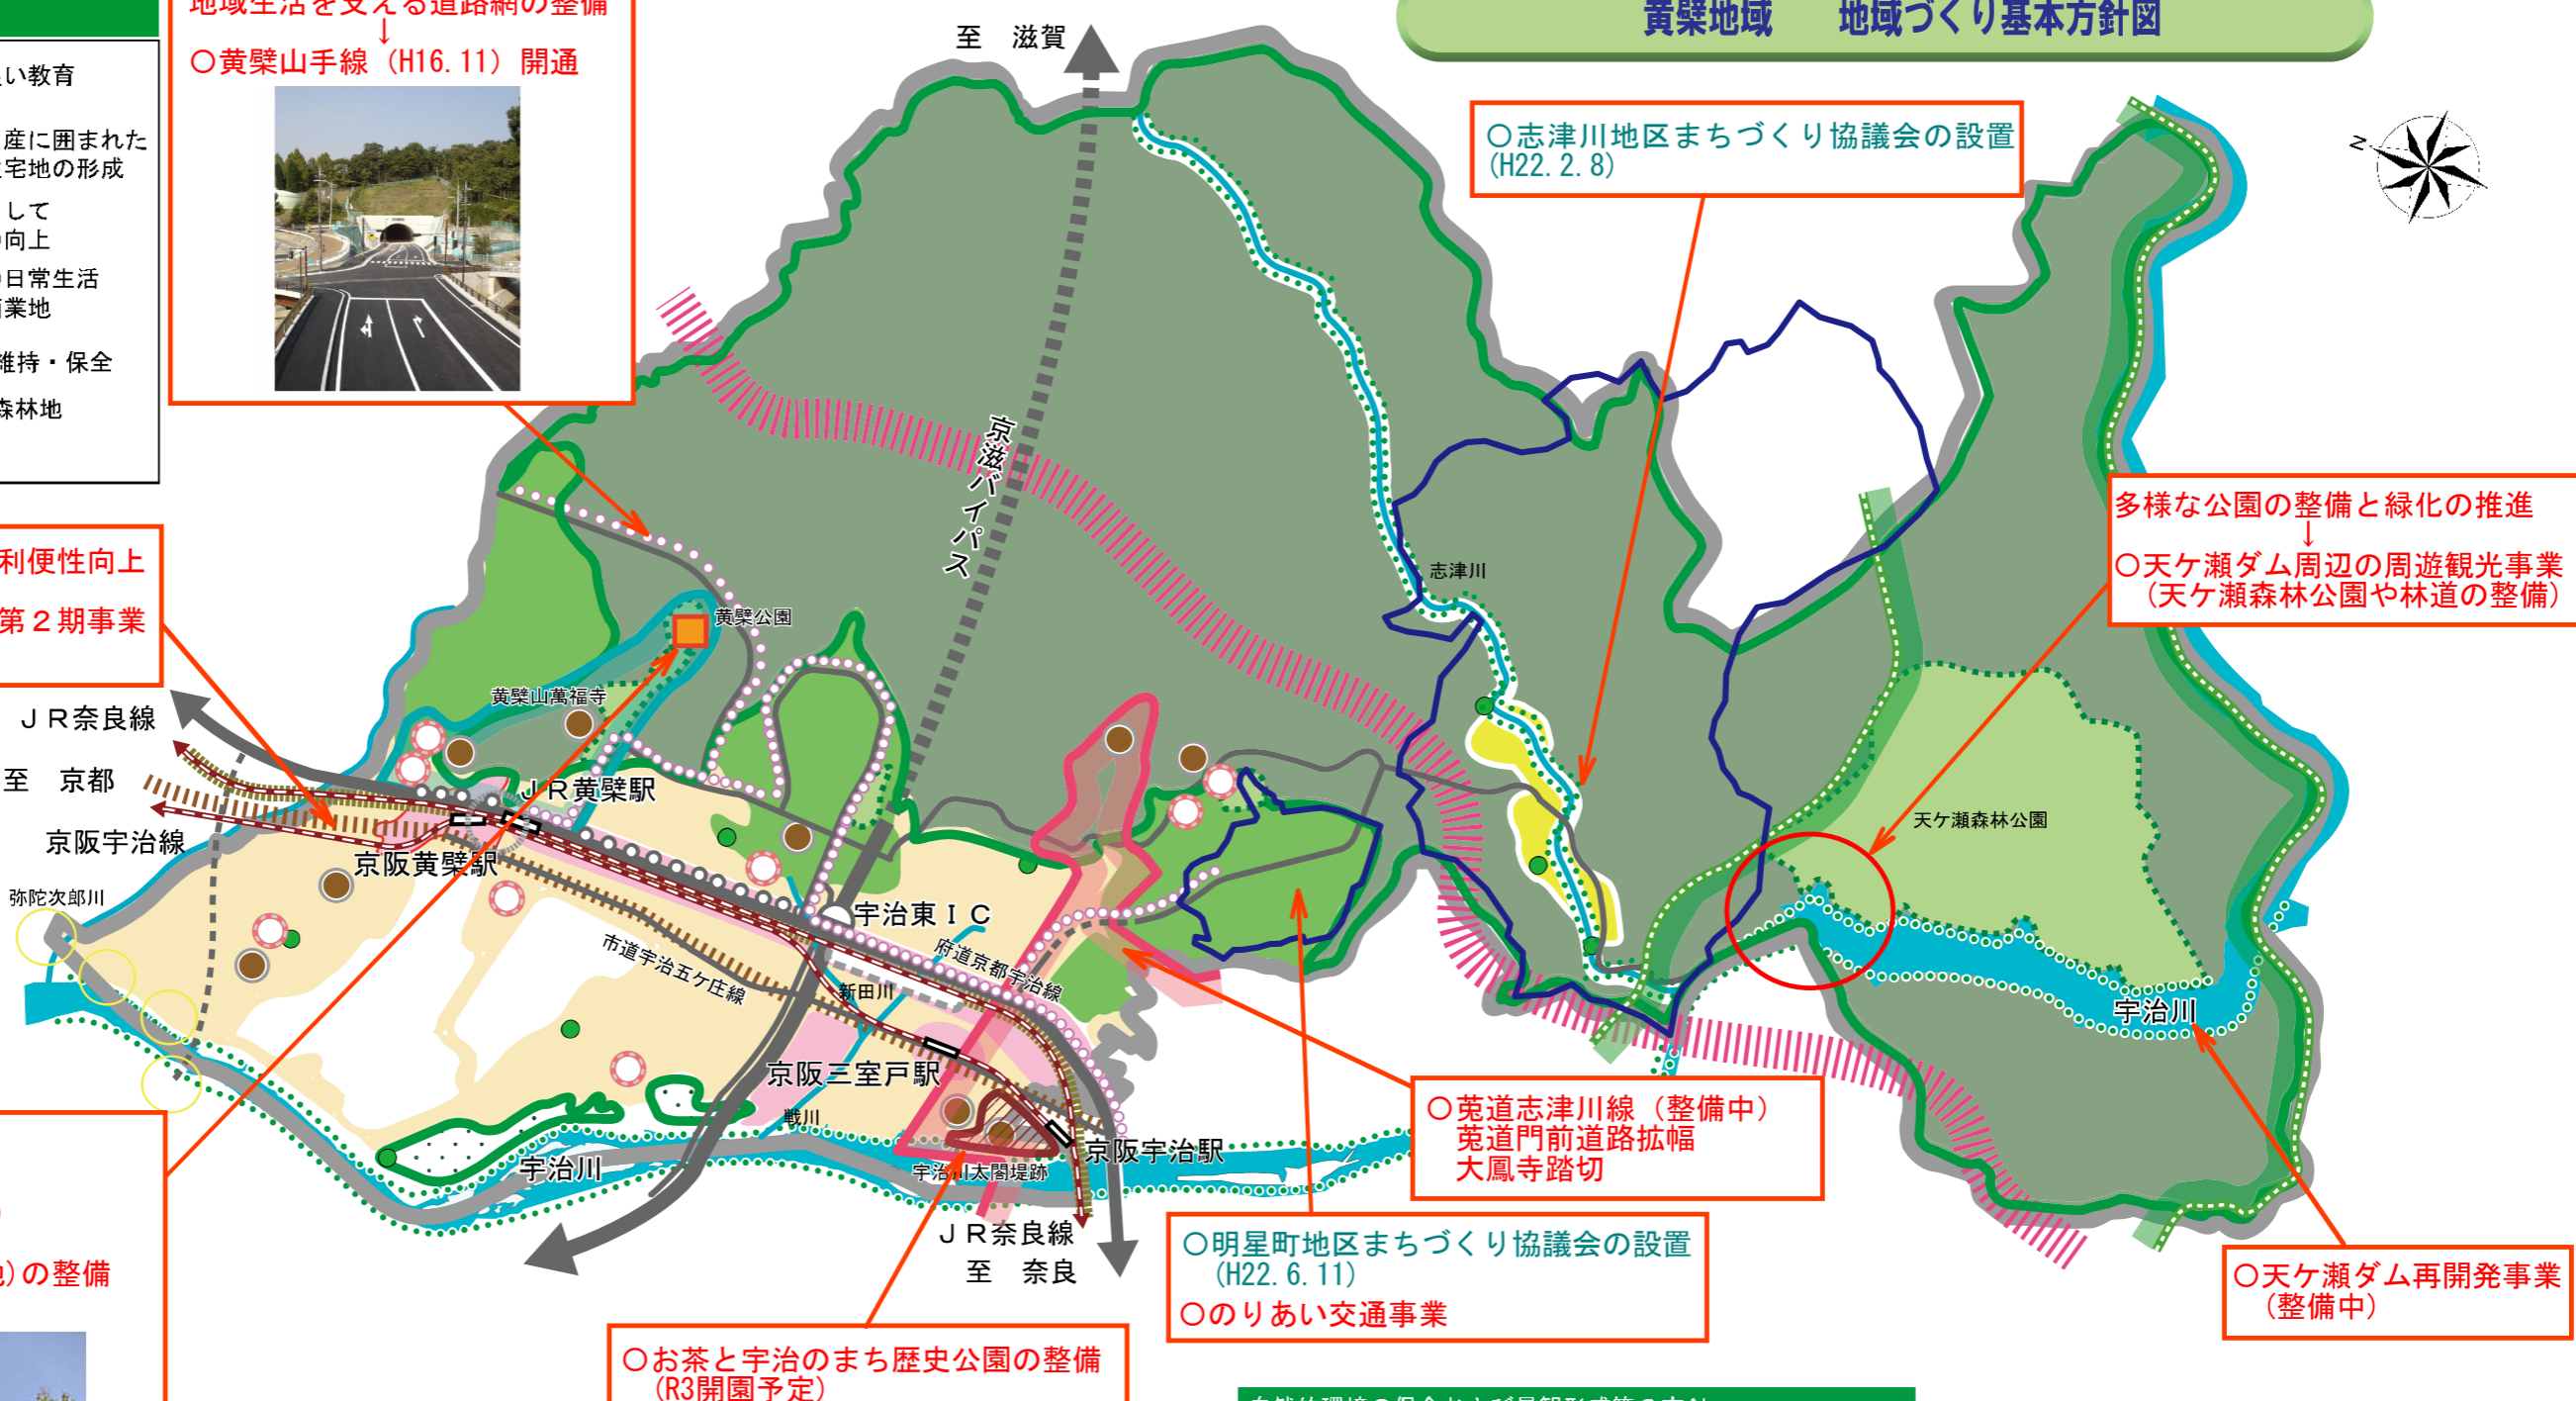 黄檗地域　　地域づくり基本方針図
地域生活を支える道路網の整備
↓
○黄檗山手線（H16.11）開通
い教育
産に囲まれた
宅地の形成
して
向上
日常生活
業地
維持・保全
森林地
利便性向上
第２期事業
の整備
至　滋賀
京滋バイパス
○志津川地区まちづくり協議会の設置
(H22.2.8)
N
多様な公園の整備と緑化の推進
↓
○天ケ瀬ダム周辺の周遊観光事業
（天ケ瀬森林公園や林道の整備）
志津川
黄檗公園
黄檗山萬福寺
ＪＲ奈良線
至　京都
京阪宇治線
弥陀次郎川
ＪＲ黄檗駅
京阪黄檗駅
宇治東ＩＣ
市道宇治五ケ庄線
府道京都宇治線
新田川
京阪三室戸駅
戦川
宇治川
宇治川太閤堤跡
京阪宇治駅
ＪＲ奈良線
至　奈良
天ケ瀬森林公園
宇治川
○莵道志津川線（整備中）
莵道門前道路拡幅
大鳳寺踏切
○明星町地区まちづくり協議会の設置
(H22.6.11)
○のりあい交通事業
○天ケ瀬ダム再開発事業
（整備中）
○お茶と宇治のまち歴史公園の整備
（R3開園予定）